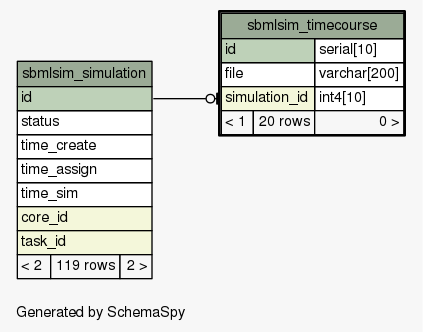 sbmlsim_timecourse
id serial[10]
file varchar[200]
simulation_id int4[10]
< 1 20 rows 0 >
sbmlsim_simulation
id
status
time_create
time_assign
time_sim
core_id
task_id
< 2 119 rows 2 >
Generated by SchemaSpy